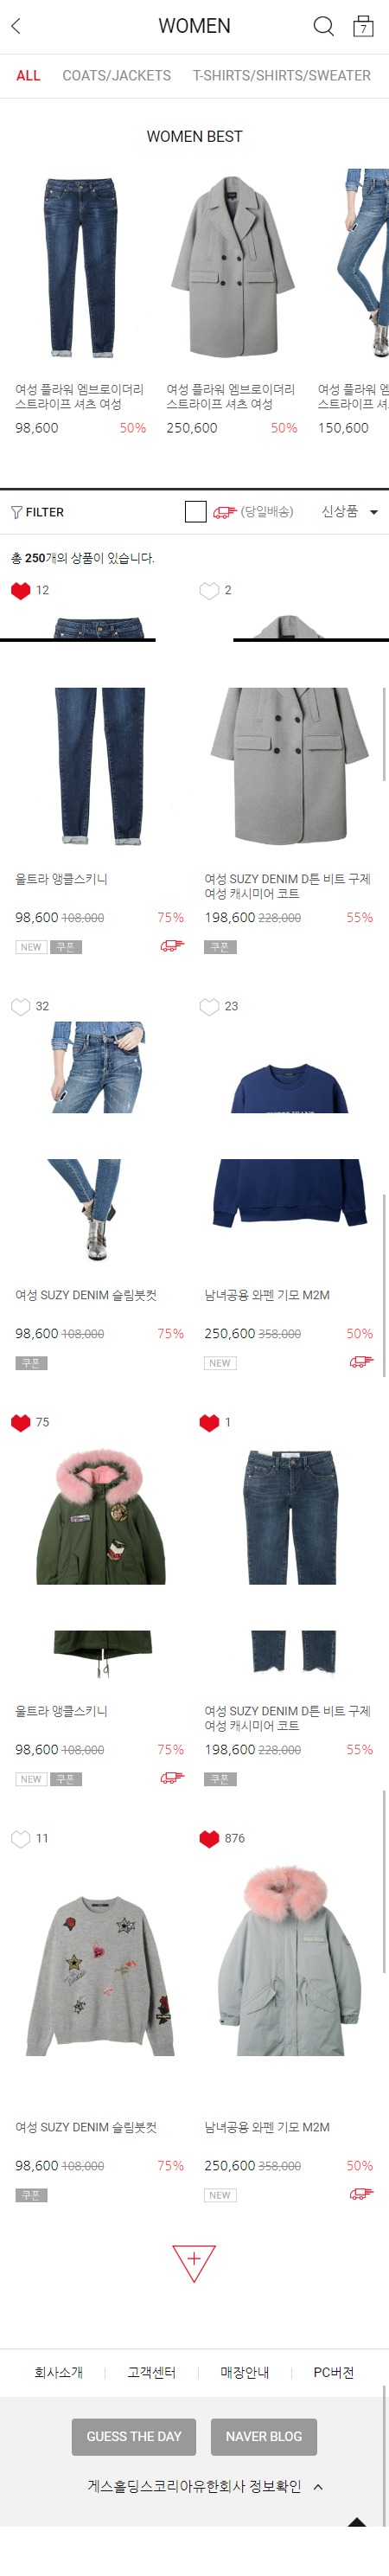 WOMEN
7
ALL COATS/JACKETS T-SHIRTS/SHIRTS/SWEATER
WOMEN BEST
여성 플라워 엠브로이더리
스트라이프 셔츠 여성
98,600 50%
여성 플라워 엠브로이더리
스트라이프 셔츠 여성
250,600 50%
여성 플라워 엠
스트라이프 셔
150,600
FILTER (당일배송) 신상품
총 250개의 상품이 있습니다.
12
2
울트라 앵클스키니
98,600 108,000 75%
NEW 쿠폰
여성 SUZY DENIM D튼 비트 구제
여성 캐시미어 코트
198,600 228,000 55%
쿠폰
32
23
여성 SUZY DENIM 슬림붓컷
98,600 108,000 75%
쿠폰
남녀공용 와펜 기모 M2M
250,600 358,000 50%
NEW
75
1
울트라 앵클스키니
98,600 108,000 75%
NEW 쿠폰
여성 SUZY DENIM D튼 비트 구제
여성 캐시미어 코트
198,600 228,000 55%
쿠폰
11
876
여성 SUZY DENIM 슬림붓컷
98,600 108,000 75%
쿠폰
남녀공용 와펜 기모 M2M
250,600 358,000 50%
NEW
회사소개 고객센터 매장안내 PC버전
GUESS THE DAY NAVER BLOG
게스홀딩스코리아유한회사 정보확인